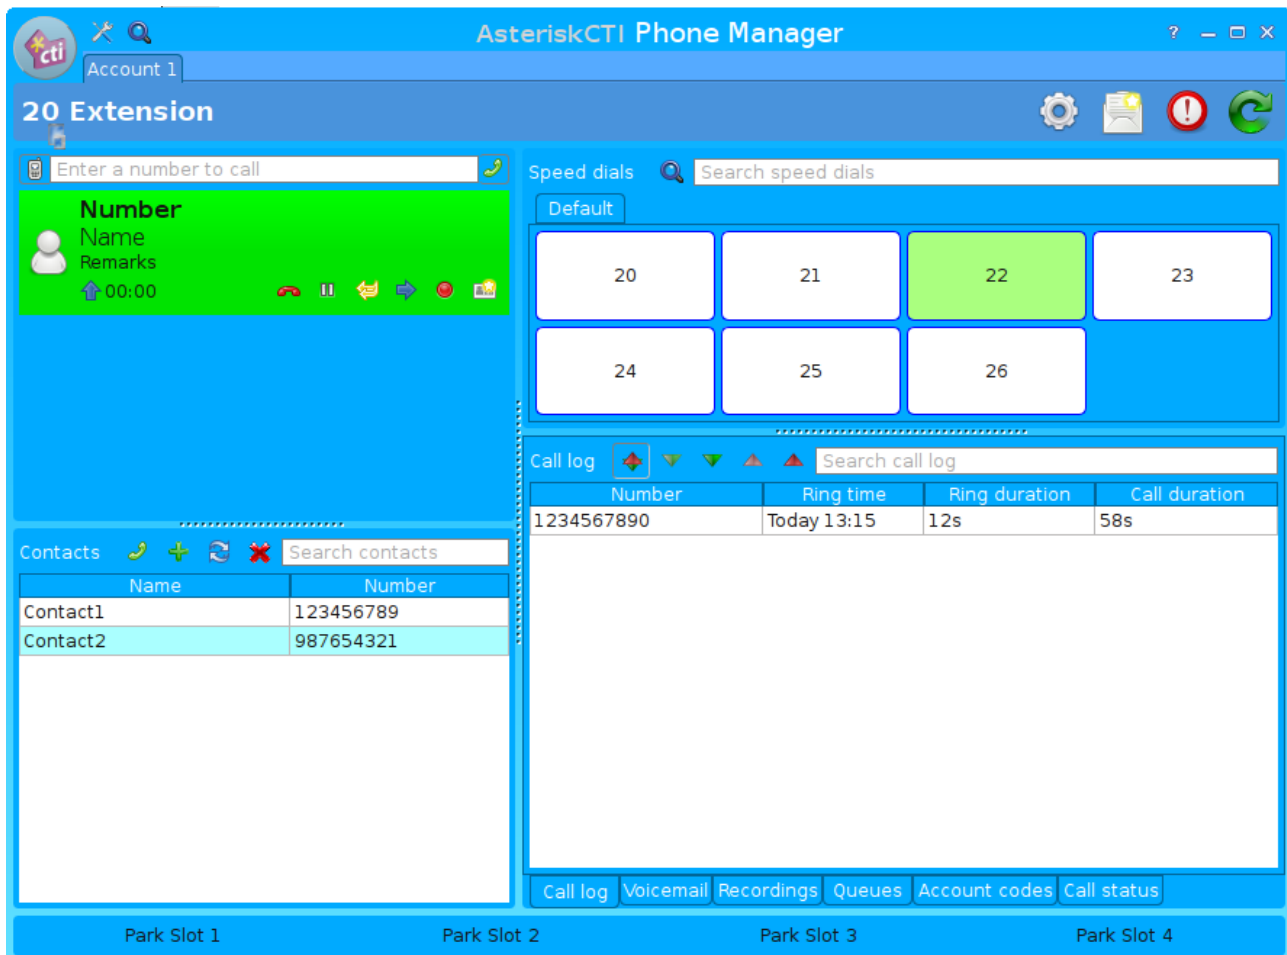 AsteriskCTI Phone Manager
?
cti
Account 1
20 Extension
Enter a number to call
Number
Name
Remarks
00:00
Speed dials
Search speed dials
Default
20
21
22
23
24
25
26
Call log
Search call log
Number Ring time Ring duration Call duration
1234567890 Today 13:15 12s 58s
Contacts
Search contacts
Name Number
Contact1 123456789
Contact2 987654321
Call log Voicemail Recordings Queues Account codes Call status
Park Slot 1 Park Slot 2 Park Slot 3 Park Slot 4